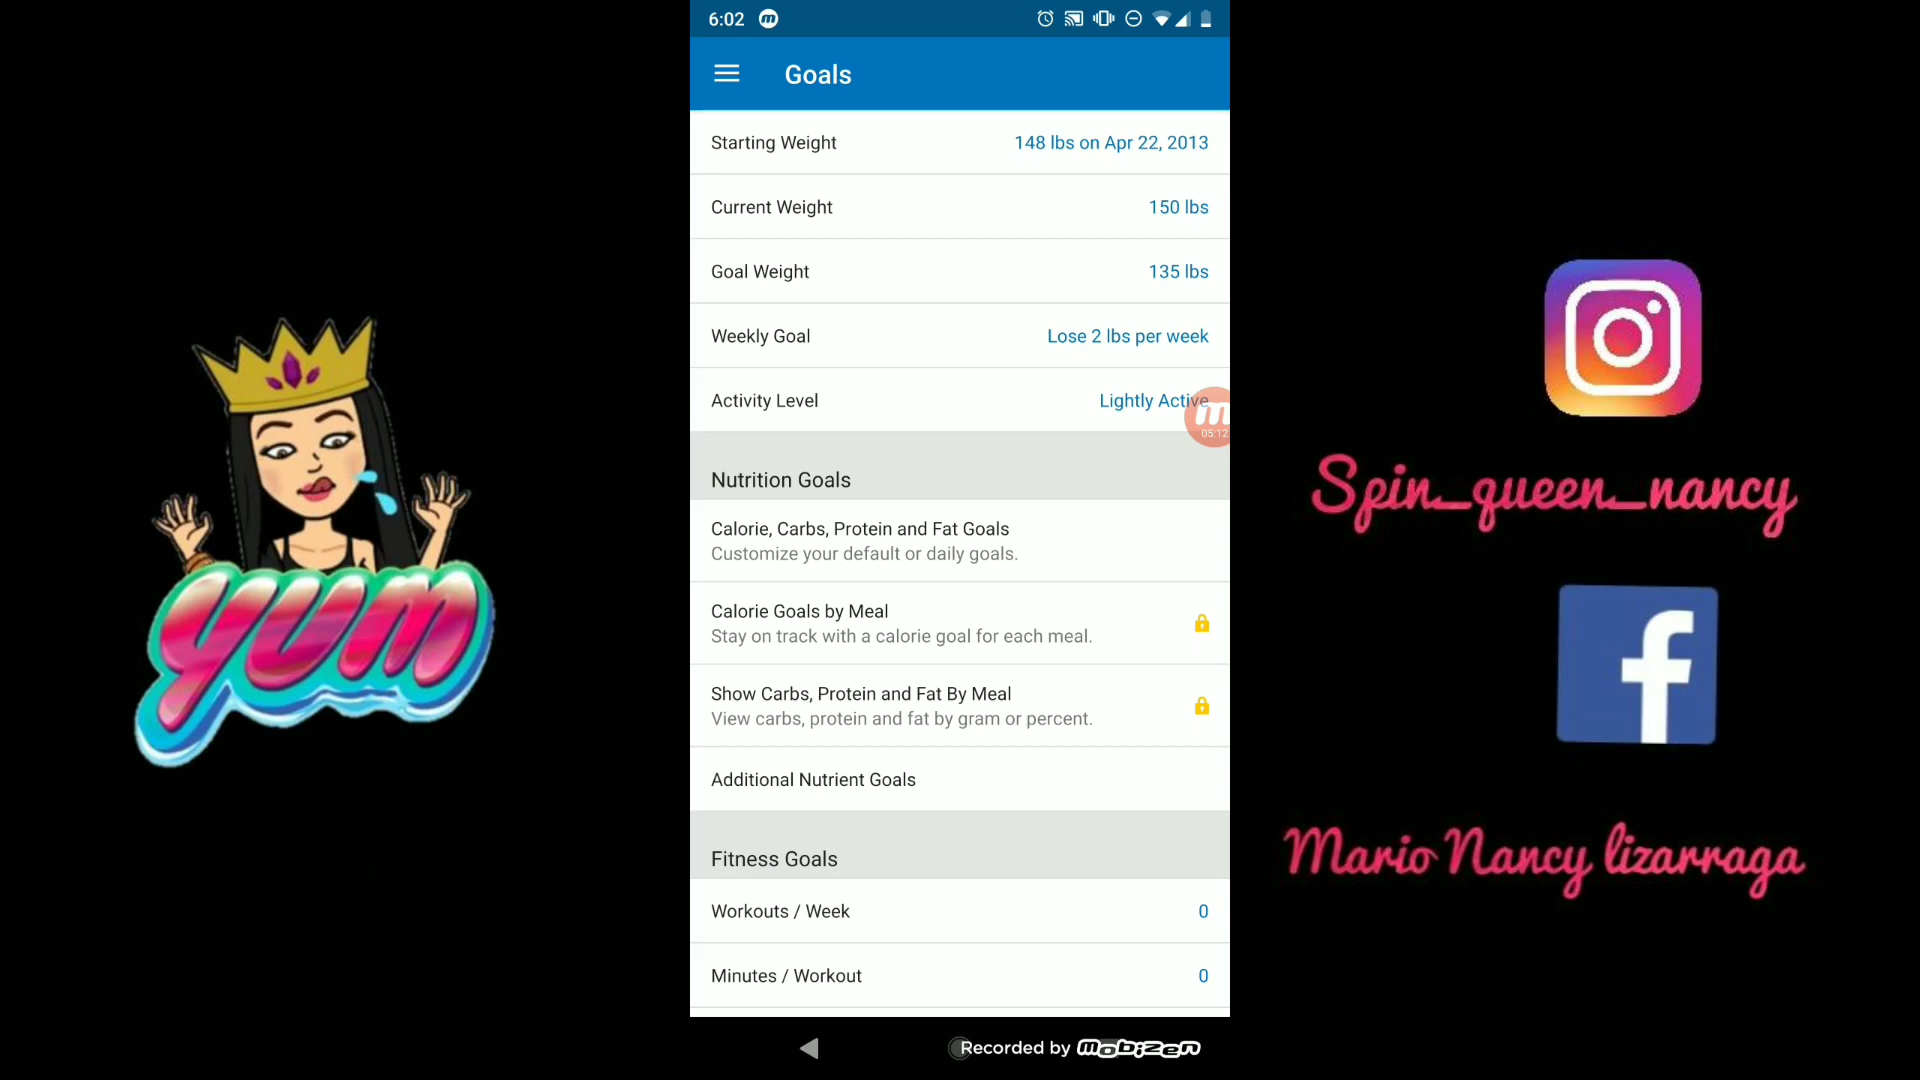 6:02
Goals
Starting Weight 148 lbs on Apr 22, 2013
Current Weight 150 lbs
Goal Weight 135 lbs
Weekly Goal Lose 2 lbs per week
Activity Level Lightly Active
05:12
Nutrition Goals
Calorie, Carbs, Protein and Fat Goals
Customize your default or daily goals.
Calorie Goals by Meal
Stay on track with a calorie goal for each meal.
Show Carbs, Protein and Fat By Meal
View carbs, protein and fat by gram or percent.
Additional Nutrient Goals
Fitness Goals
Workouts / Week 0
Minutes / Workout 0
Recorded by mobizen
YUM
Spin_queen_nancy
Mario Nancy lizarraga